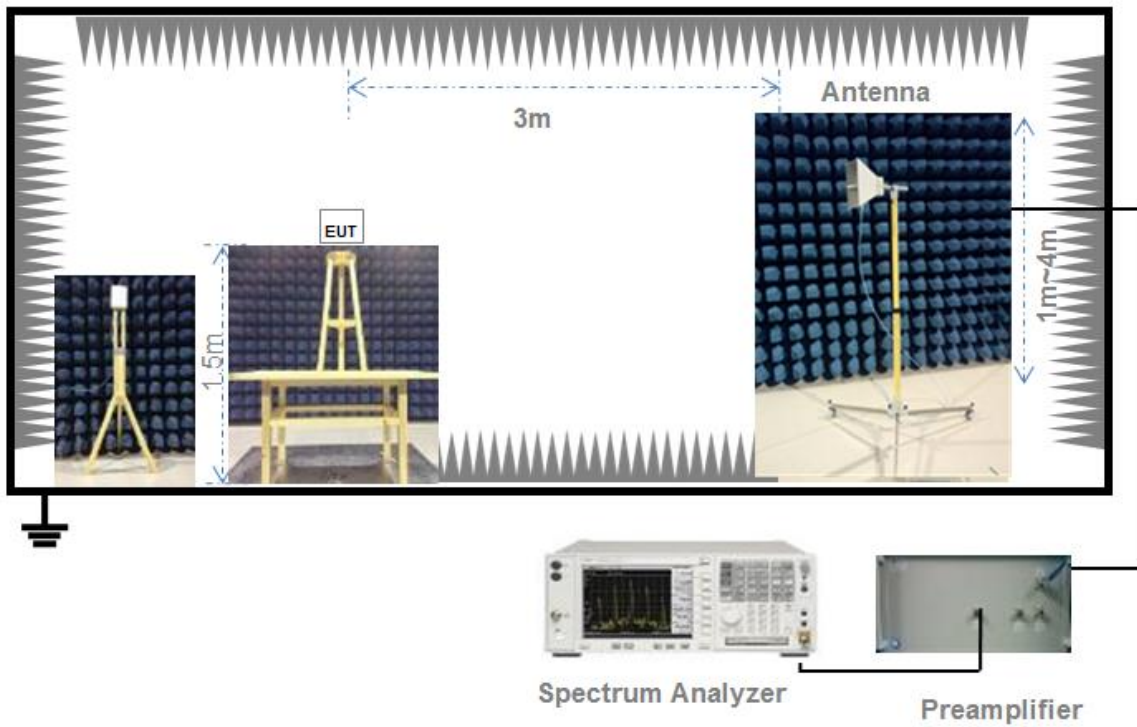 Antenna
3m
EUT
1.5m
1m~4m
Spectrum Analyzer
Preamplifier